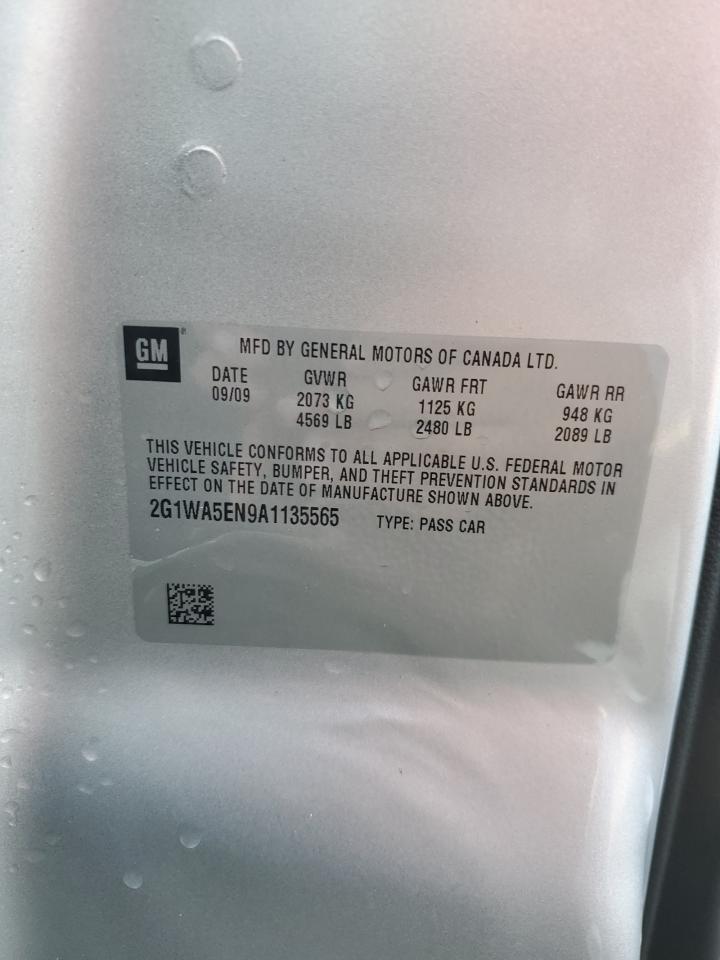 GM
MFD BY GENERAL MOTORS OF CANADA LTD.
DATE GVWR GAWR FRT GAWR RR
09/09 2073 KG 1125 KG 948 KG
4569 LB 2480 LB 2089 LB
THIS VEHICLE CONFORMS TO ALL APPLICABLE U.S. FEDERAL MOTOR
VEHICLE SAFETY, BUMPER, AND THEFT PREVENTION STANDARDS IN
EFFECT ON THE DATE OF MANUFACTURE SHOWN ABOVE.
2G1WA5EN9A1135565 TYPE: PASS CAR